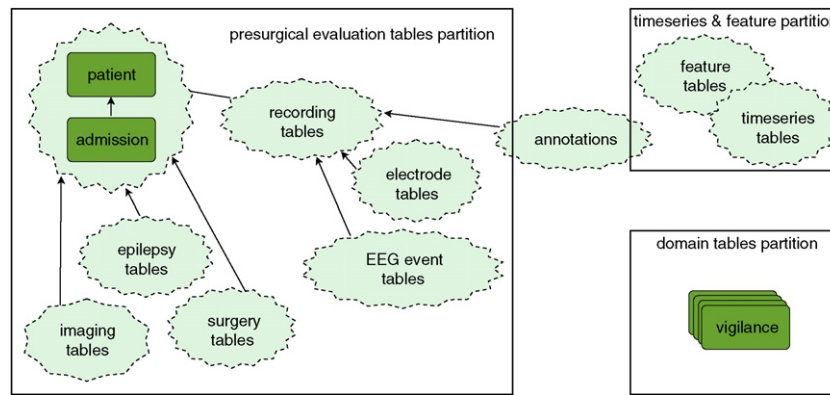 presurgical evaluation tables partition
patient
admission
recording
tables
annotations
electrode
tables
EEG event
tables
epilepsy
tables
surgery
tables
imaging
tables
timeseries & feature partition
feature
tables
timeseries
tables
domain tables partition
vigilance